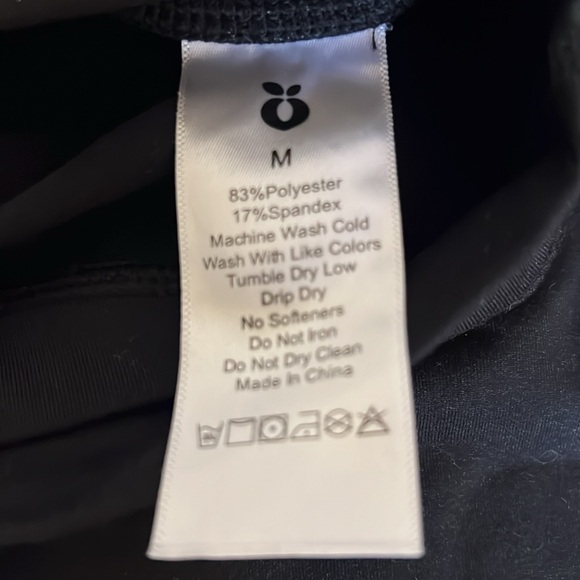 M
83%Polyester
17%Spandex
Machine Wash Cold
Wash With Like Colors
Tumble Dry Low
Drip Dry
No Softeners
Do Not Iron
Do Not Dry Clean
Made In China